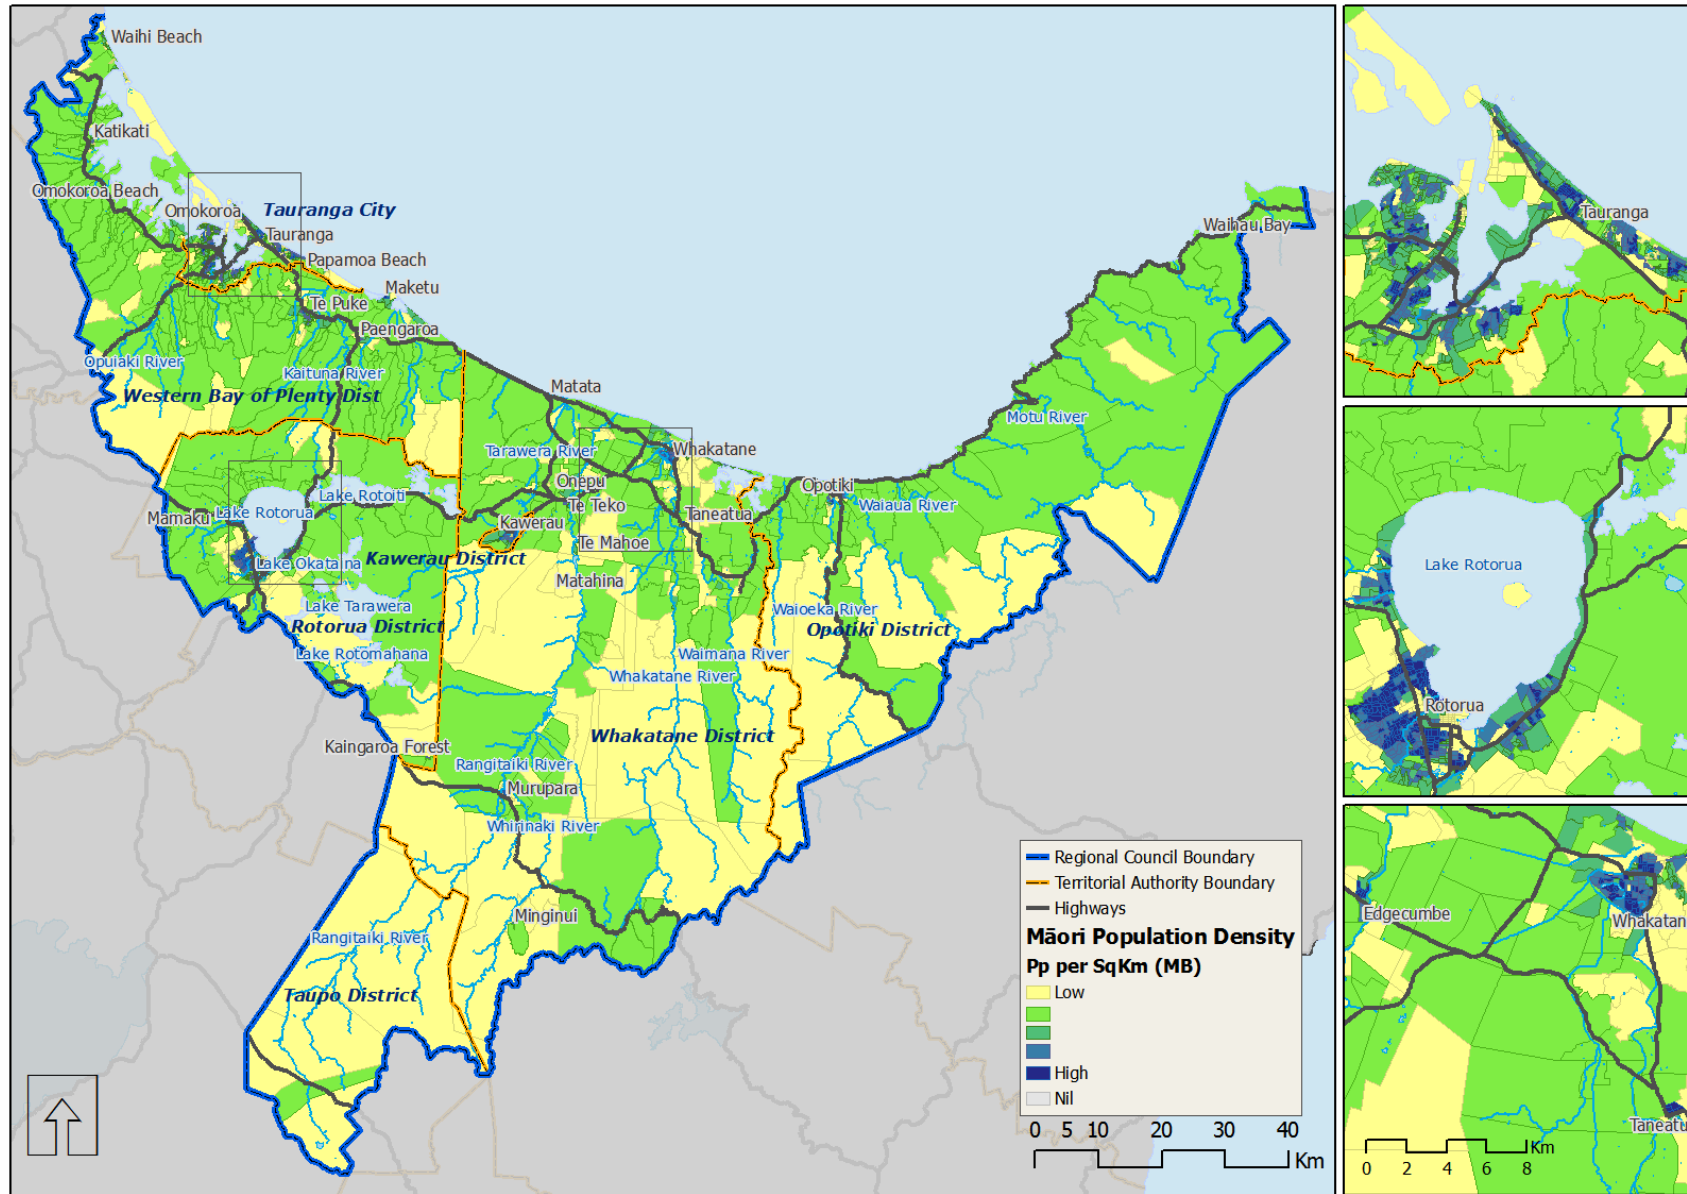 Waihi Beach
Katikati
Omokoroa Beach
Omokoroa
Tauranga City
Tauranga
Papamoa Beach
Maketu
Te Puke
Paengaroa
Opuiaki River
Kaituna River
Western Bay of Plenty Dist
Matata
Waihau Bay
Motu River
Tarawera River
Whakatane
Onepu
Te Teko
Kawerau
Taneatua
Opotiki
Waiaua River
Lake Rotoiti
Mamaku
Lake Rotorua
Lake Okataina
Kawerau District
Te Mahoe
Matahina
Lake Tarawera
Rotorua District
Lake Rotomahana
Waioeka River
Opotiki District
Waimana River
Whakatane River
Whakatane District
Kaingaroa Forest
Rangitaiki River
Murupara
Whirinaki River
Minginui
Rangitaiki River
Taupo District
Regional Council Boundary
Territorial Authority Boundary
Highways
Māori Population Density
Pp per SqKm (MB)
Low
High
Nil
0 5 10 20 30 40
Km
Tauranga
Lake Rotorua
Rotorua
Edgecumbe
Whakatan
Taneatu
Km
0 2 4 6 8